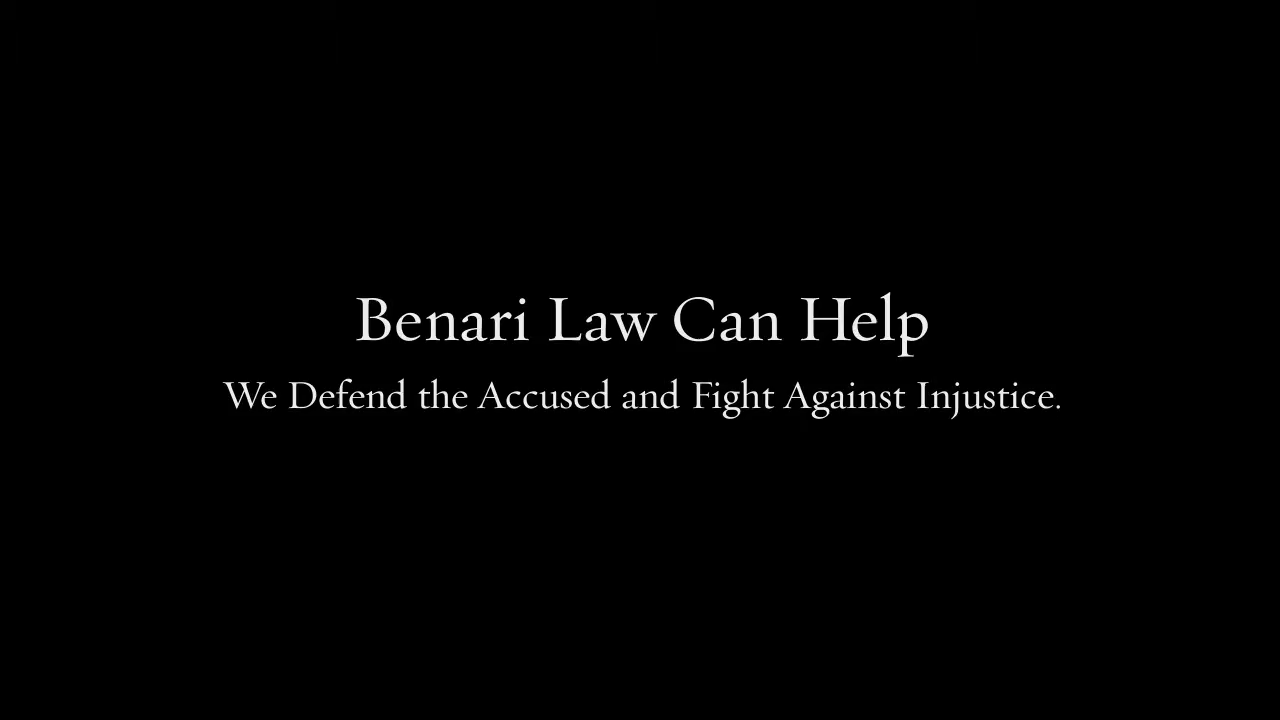 Benari Law Can Help
We Defend the Accused and Fight Against Injustice.